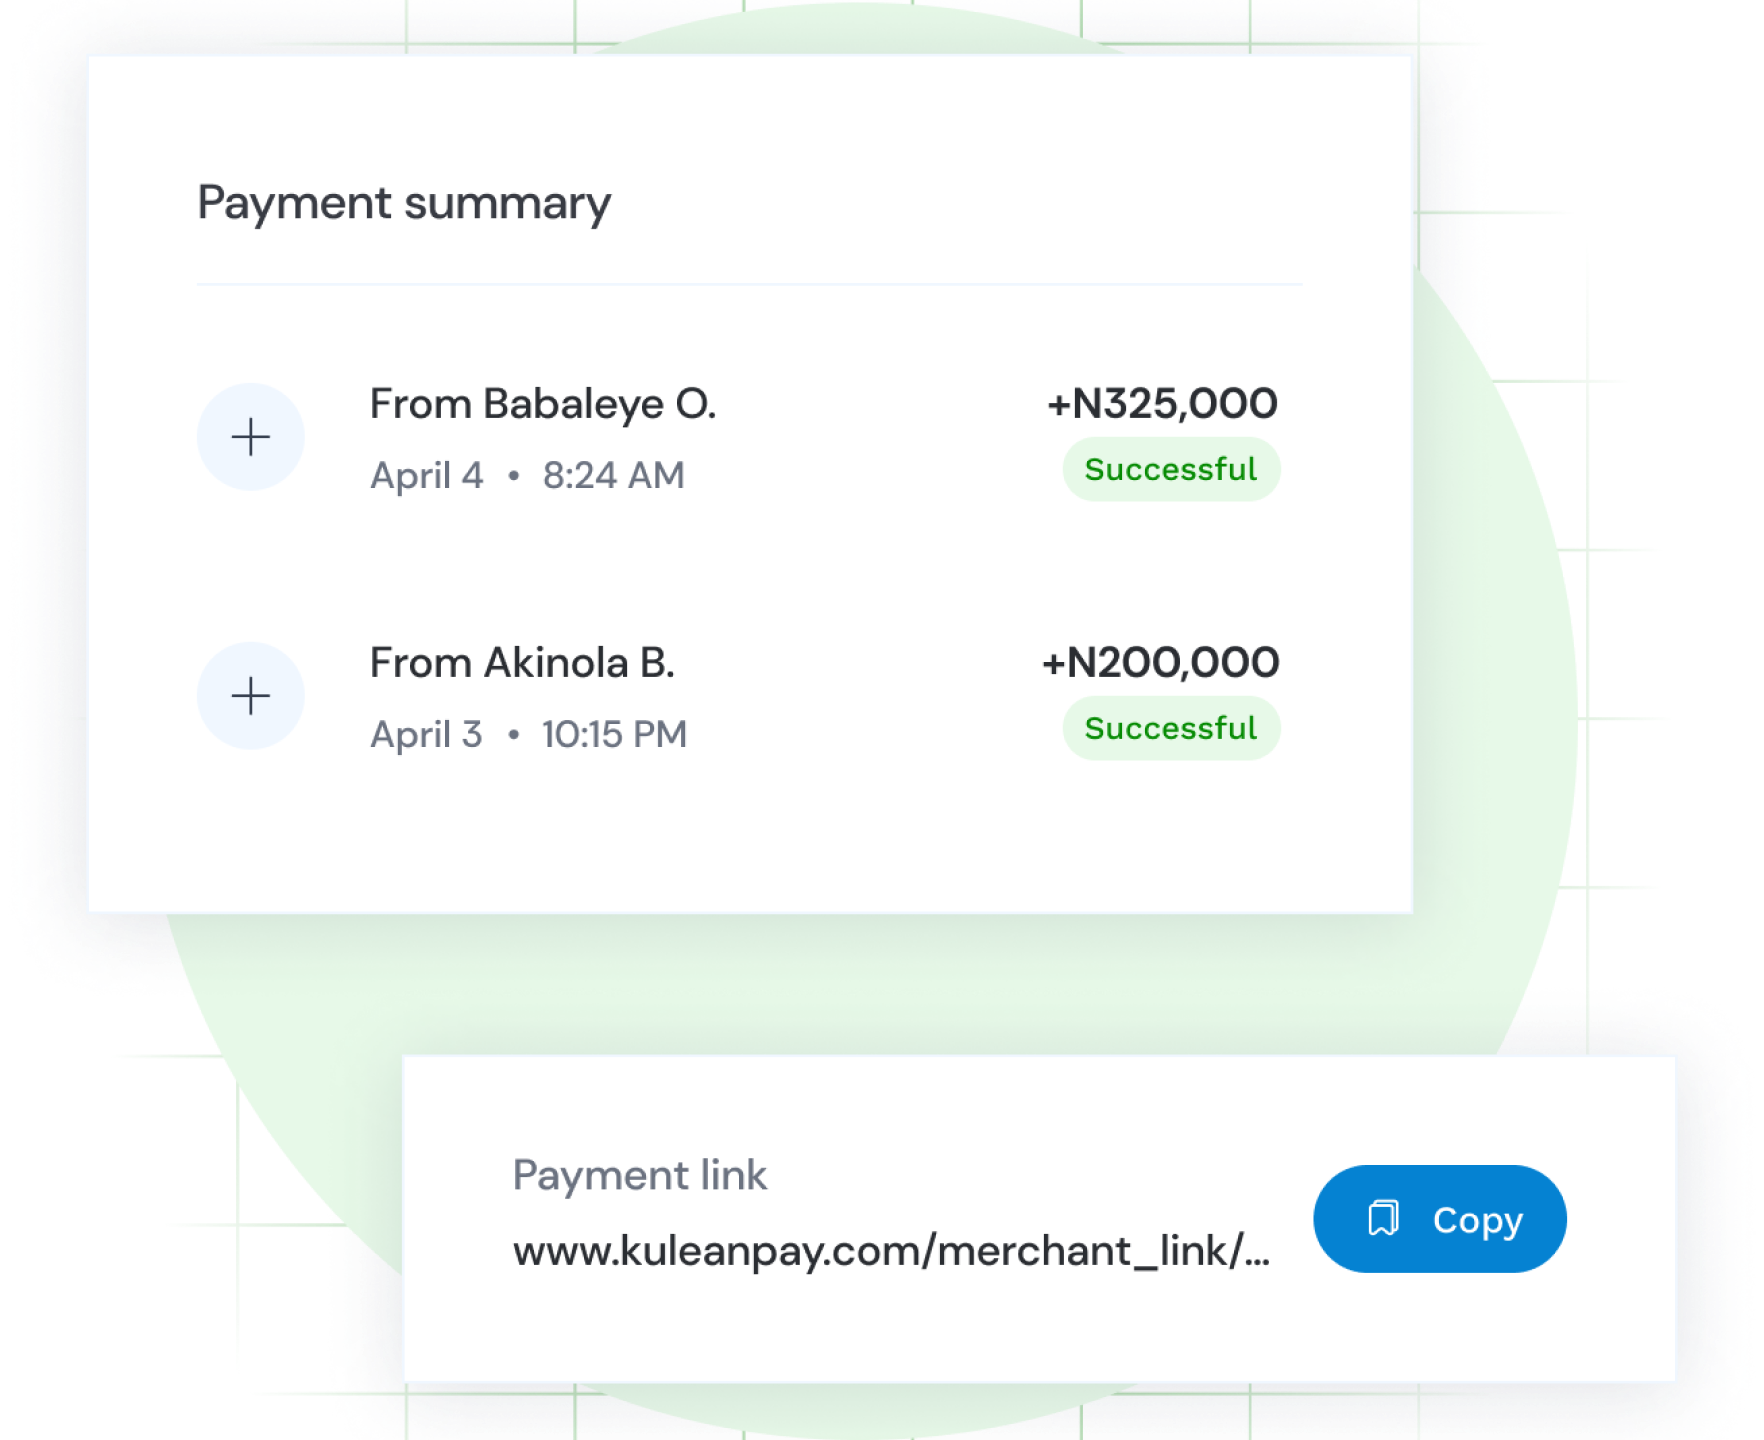 Payment summary
From Babaleye O.
+N325,000
April 4 • 8:24 AM
Successful
From Akinola B.
+N200,000
April 3 • 10:15 PM
Successful
Payment link
www.kuleanpay.com/merchant_link/...
Copy